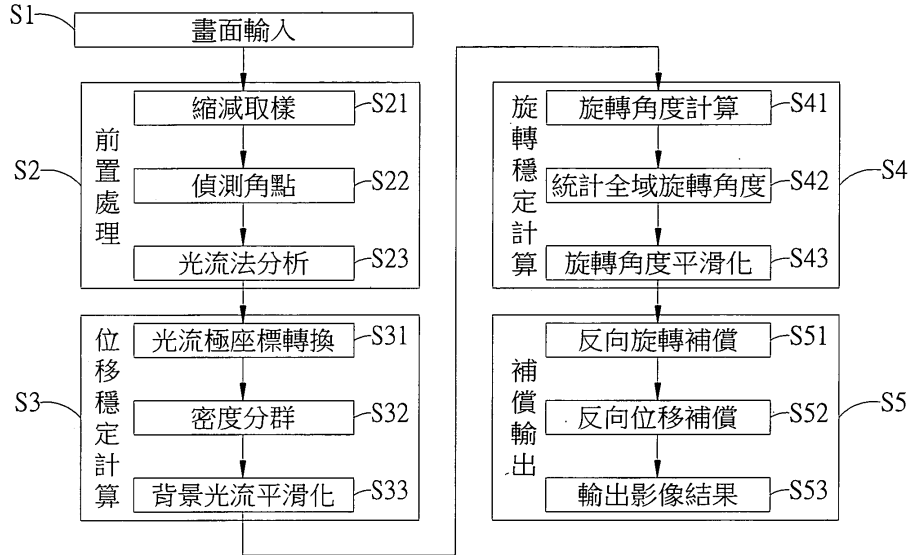 S1
畫面輸入
S2
前置處理
縮減取樣
S21
偵測角點
S22
光流法分析
S23
S3
位移穩定計算
光流極座標轉換
S31
密度分群
S32
背景光流平滑化
S33
旋轉穩定計算
S4
旋轉角度計算
S41
統計全域旋轉角度
S42
旋轉角度平滑化
S43
補償輸出
S5
反向旋轉補償
S51
反向位移補償
S52
輸出影像結果
S53